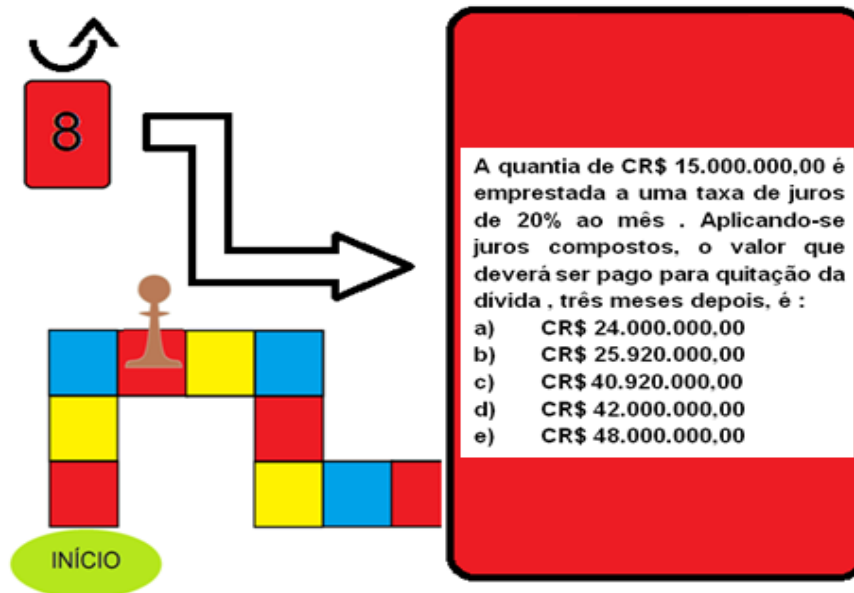 8
A quantia de CR$ 15.000.000,00 é
emprestada a uma taxa de juros
de 20% ao mês . Aplicando-se
juros compostos, o valor que
deverá ser pago para quitação da
dívida , três meses depois, é :
a) CR$ 24.000.000,00
b) CR$ 25.920.000,00
c) CR$ 40.920.000,00
d) CR$ 42.000.000,00
e) CR$ 48.000.000,00
INÍCIO